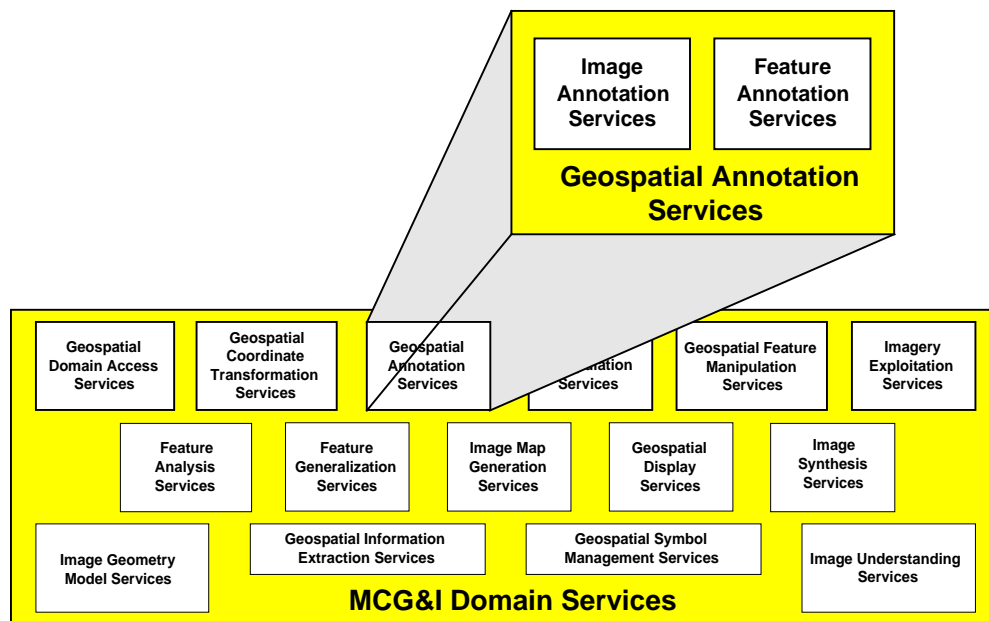 Image
Annotation
Services
Feature
Annotation
Services
Geospatial Annotation
Services
Geospatial
Domain Access
Services
Geospatial
Coordinate
Transformation
Services
Geospatial
Annotation
Services
Services
Geospatial Feature
Manipulation
Services
Imagery
Exploitation
Services
Feature
Analysis
Services
Feature
Generalization
Services
Image Map
Generation
Services
Geospatial
Display
Services
Image
Synthesis
Services
Image Geometry
Model Services
Geospatial Information
Extraction Services
Geospatial Symbol
Management Services
Image Understanding
Services
MCG&I Domain Services